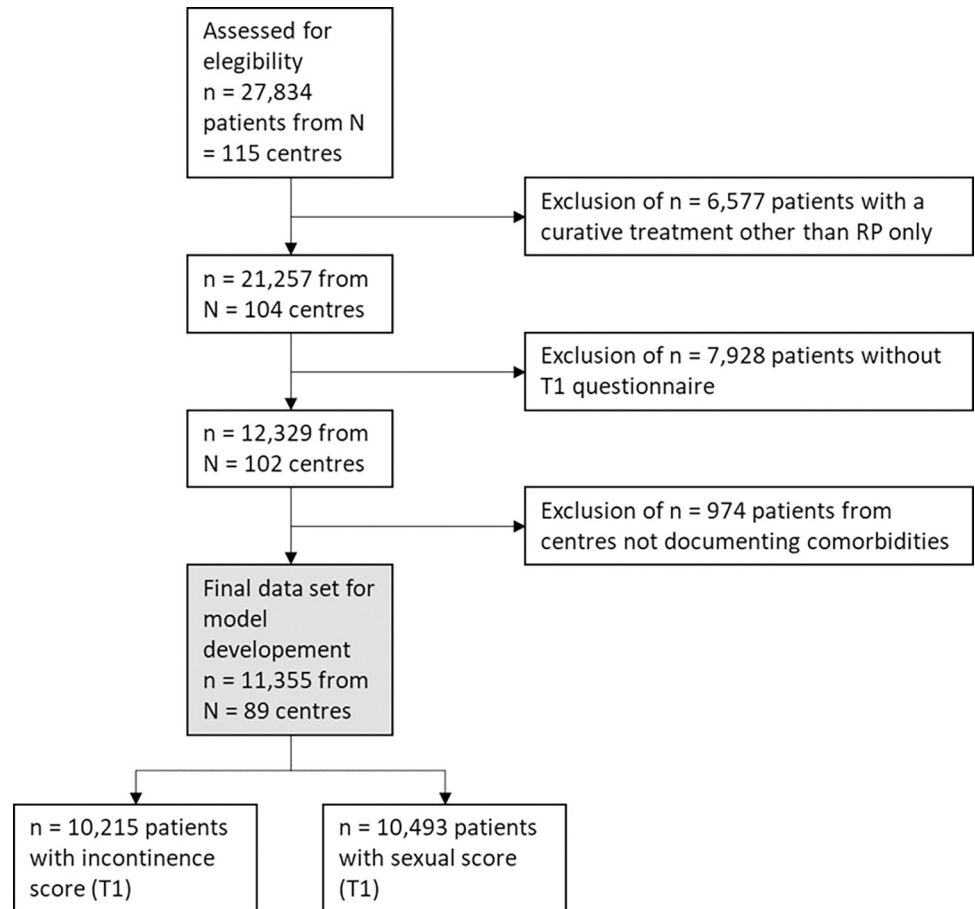 Assessed for
elegibility
n = 27,834
patients from N
= 115 centres
Exclusion of n = 6,577 patients with a
curative treatment other than RP only
n = 21,257 from
N = 104 centres
Exclusion of n = 7,928 patients without
T1 questionnaire
n = 12,329 from
N = 102 centres
Exclusion of n = 974 patients from
centres not documenting comorbidities
Final data set for
model
developement
n = 11,355 from
N = 89 centres
n = 10,215 patients
with incontinence
score (T1)
n = 10,493 patients
with sexual score
(T1)